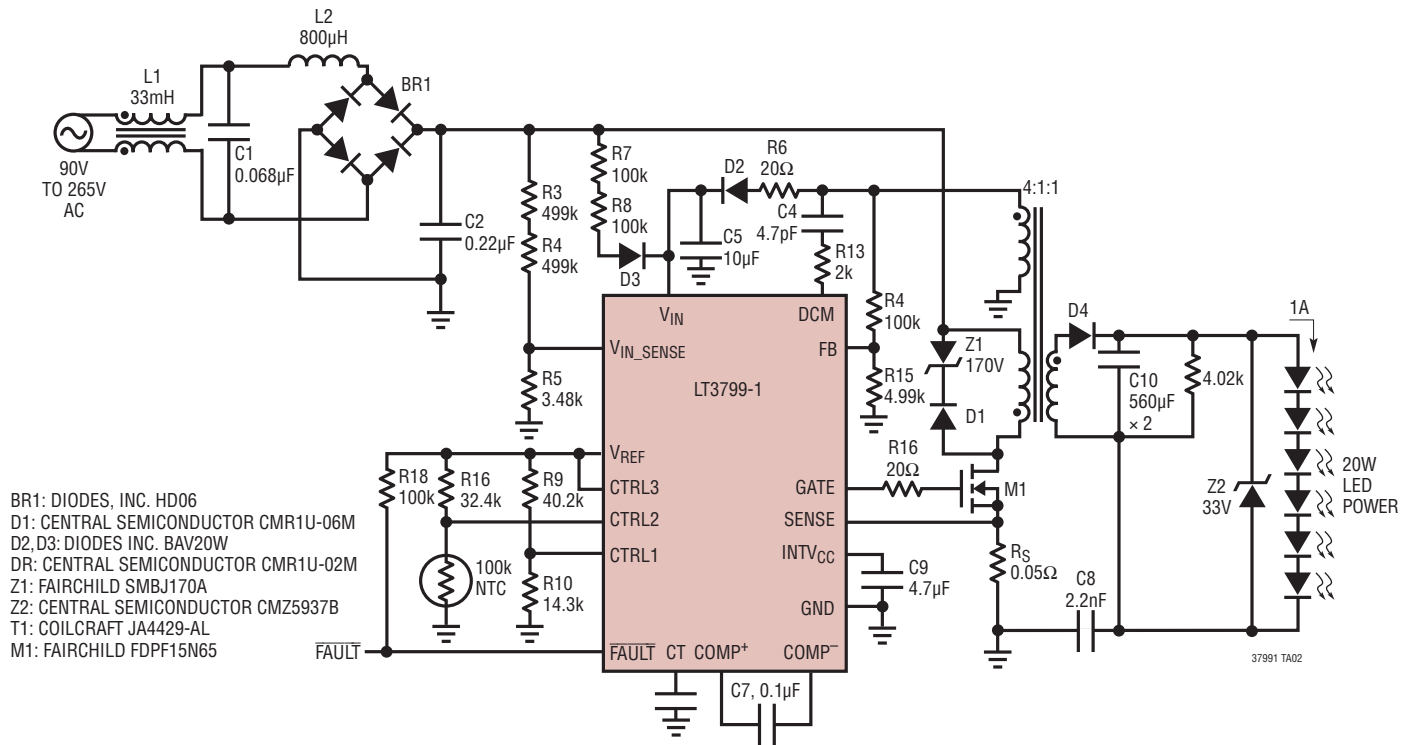 L2
800µH
L1
33mH
BR1
90V
TO 265V
AC
C1
0.068µF
C2
0.22µF
R3
499k
R4
499k
R5
3.48k
R7
100k
R8
100k
D3
D2
R6
20Ω
C5
10µF
C4
4.7pF
R13
2k
R4
100k
R15
4.99k
4:1:1
Z1
170V
D1
D4
C10
560µF
× 2
4.02k
1A
Z2
33V
20W
LED
POWER
VIN
DCM
VIN_SENSE
FB
LT3799-1
VREF
CTRL3
CTRL2
CTRL1
GATE
SENSE
INTVCC
GND
FAULT
CT
COMP+
COMP–
R18
100k
R16
32.4k
R9
40.2k
100k
NTC
R10
14.3k
FAULT
R16
20Ω
M1
RS
0.05Ω
C9
4.7µF
C8
2.2nF
C7, 0.1µF
37991 TA02
BR1: DIODES, INC. HD06
D1: CENTRAL SEMICONDUCTOR CMR1U-06M
D2,D3: DIODES INC. BAV20W
DR: CENTRAL SEMICONDUCTOR CMR1U-02M
Z1: FAIRCHILD SMBJ170A
Z2: CENTRAL SEMICONDUCTOR CMZ5937B
T1: COILCRAFT JA4429-AL
M1: FAIRCHILD FDPF15N65